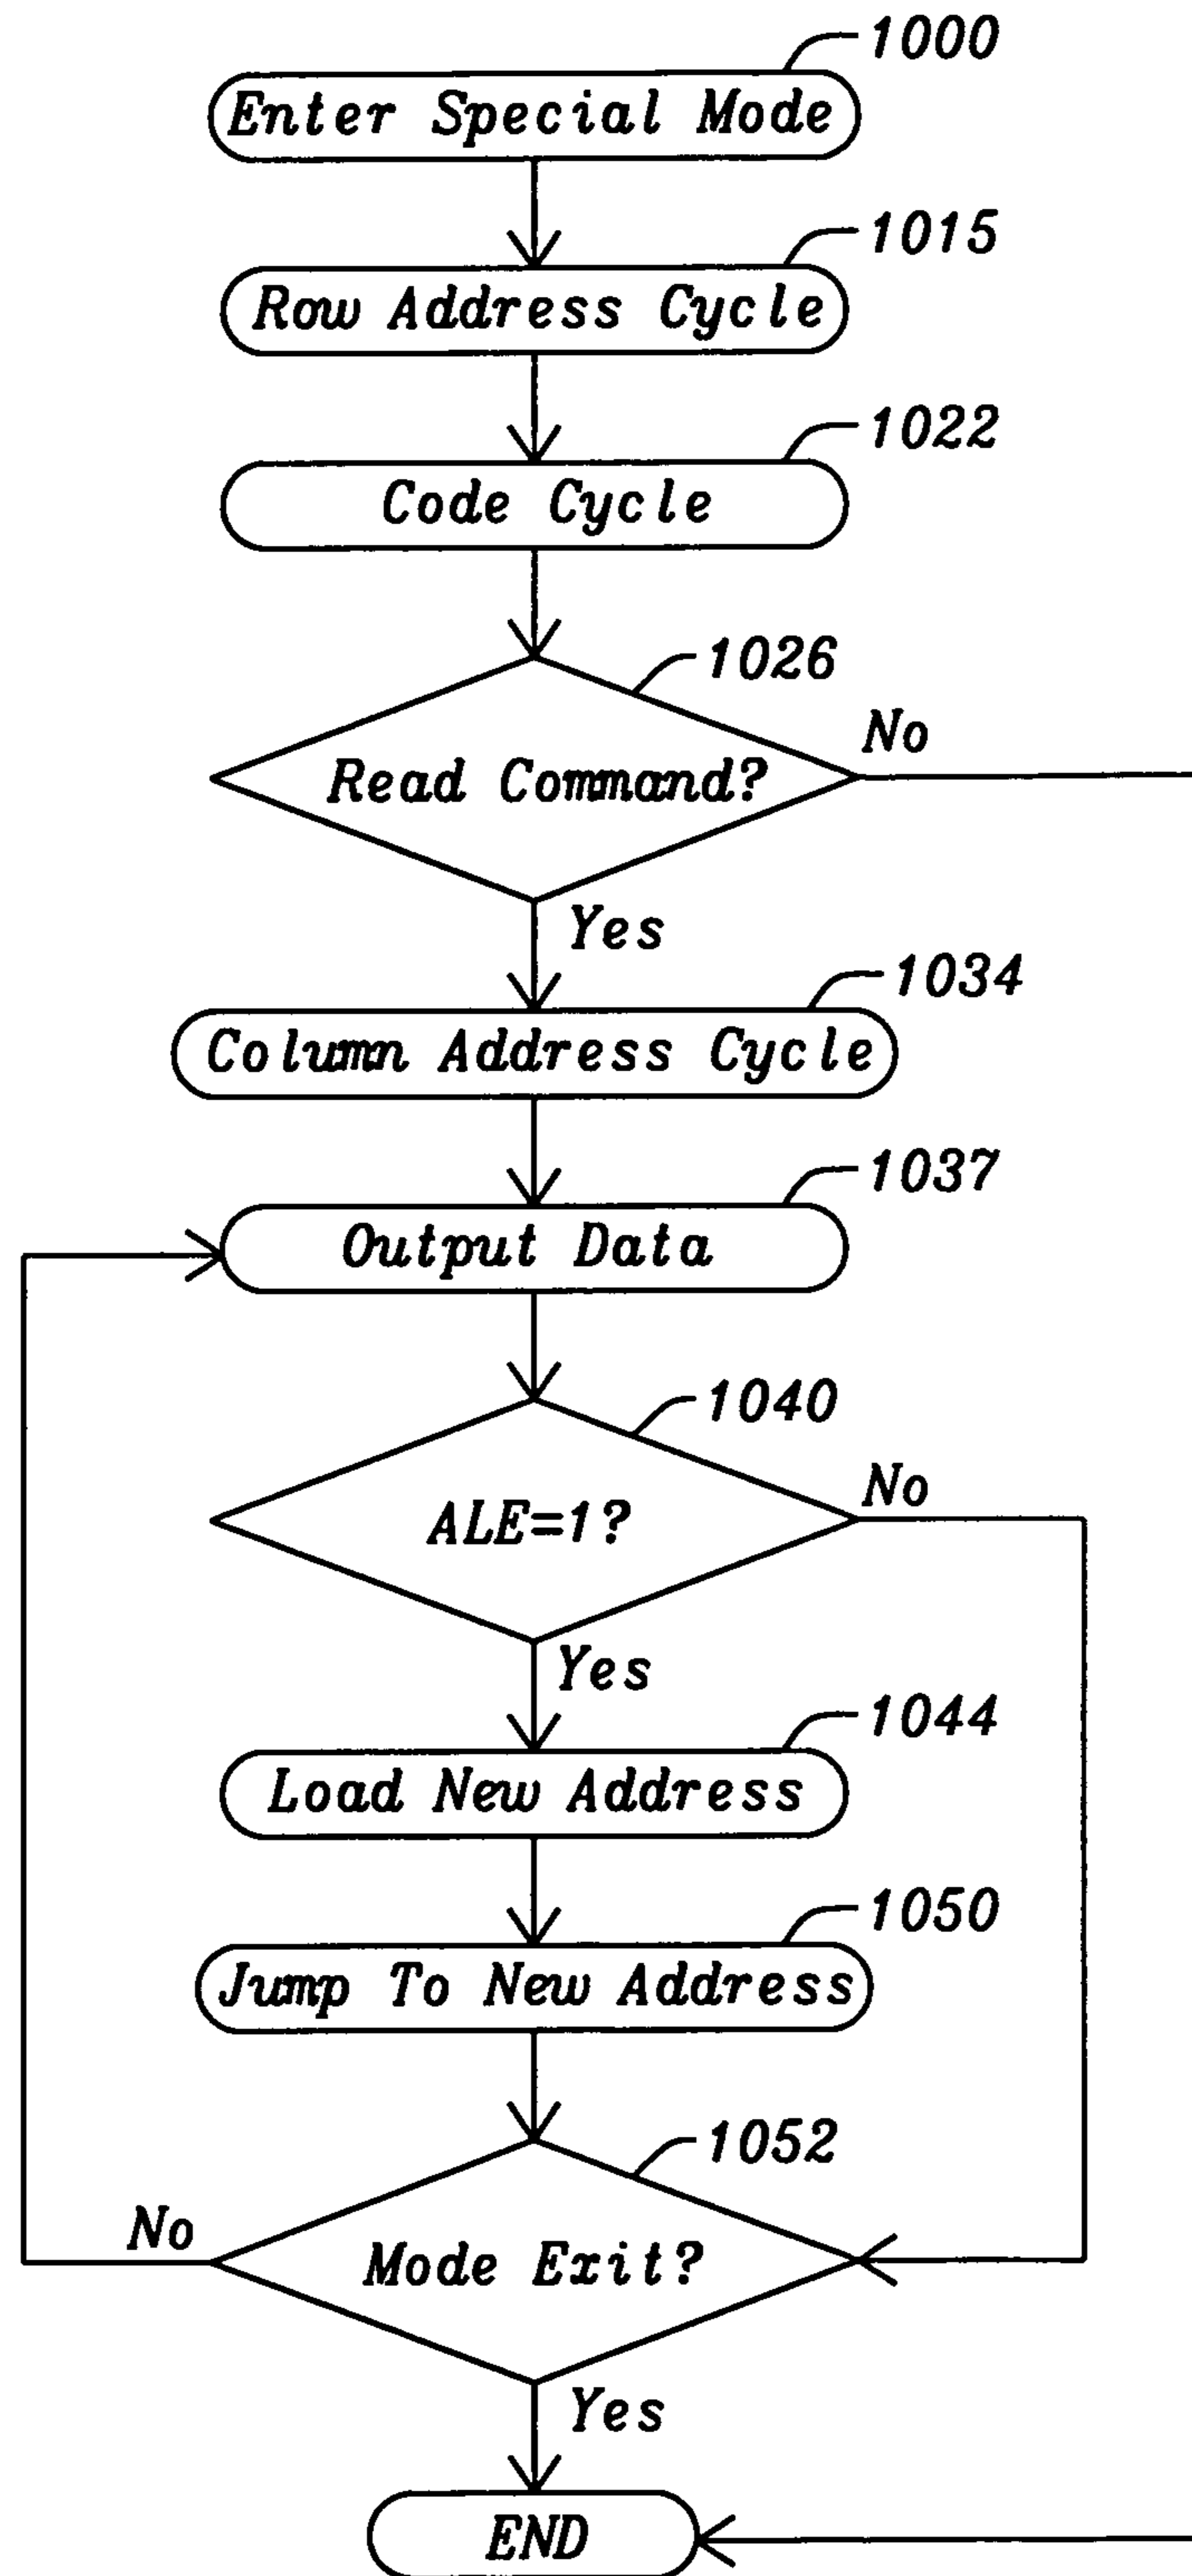 1000
Enter Special Mode
1015
Row Address Cycle
1022
Code Cycle
1026
Read Command?
No
Yes
1034
Column Address Cycle
1037
Output Data
1040
ALE=1?
No
Yes
1044
Load New Address
1050
Jump To New Address
1052
Mode Exit?
No
Yes
END